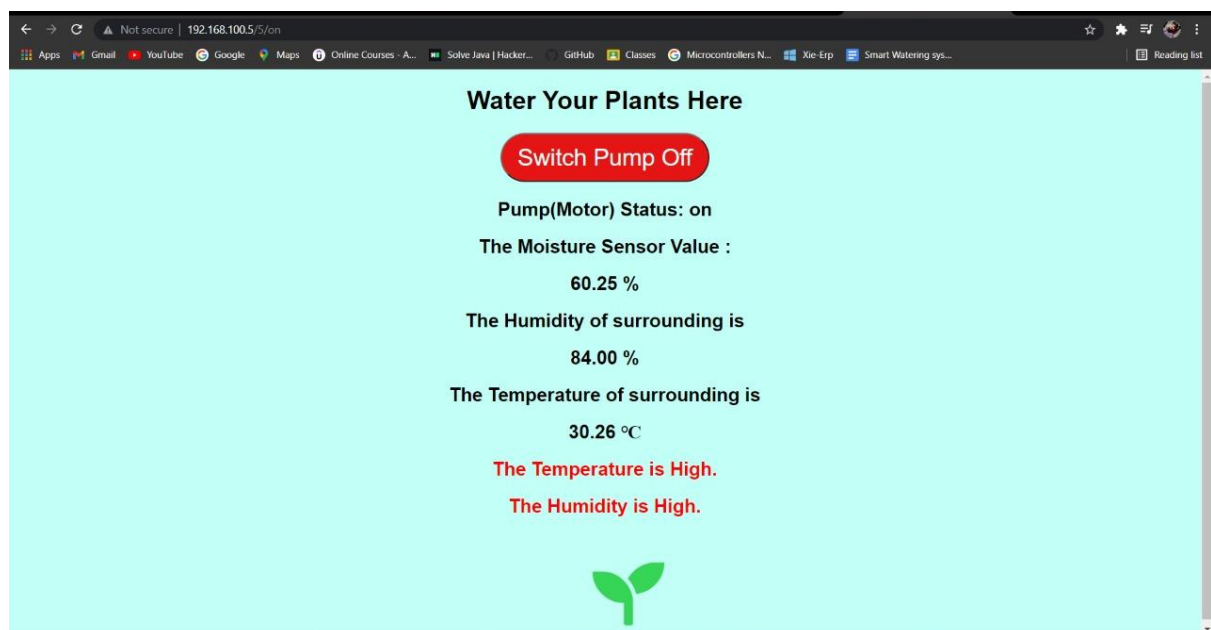 Not secure | 192.168.100.5/5/on
Apps Gmail YouTube Google Maps Online Courses - A... Solve Java | Hacker... GitHub Classes Microcontrollers N... Xie-Erp Smart Watering sys... Reading list
Water Your Plants Here
Switch Pump Off
Pump(Motor) Status: on
The Moisture Sensor Value :
60.25 %
The Humidity of surrounding is
84.00 %
The Temperature of surrounding is
30.26 °C
The Temperature is High.
The Humidity is High.